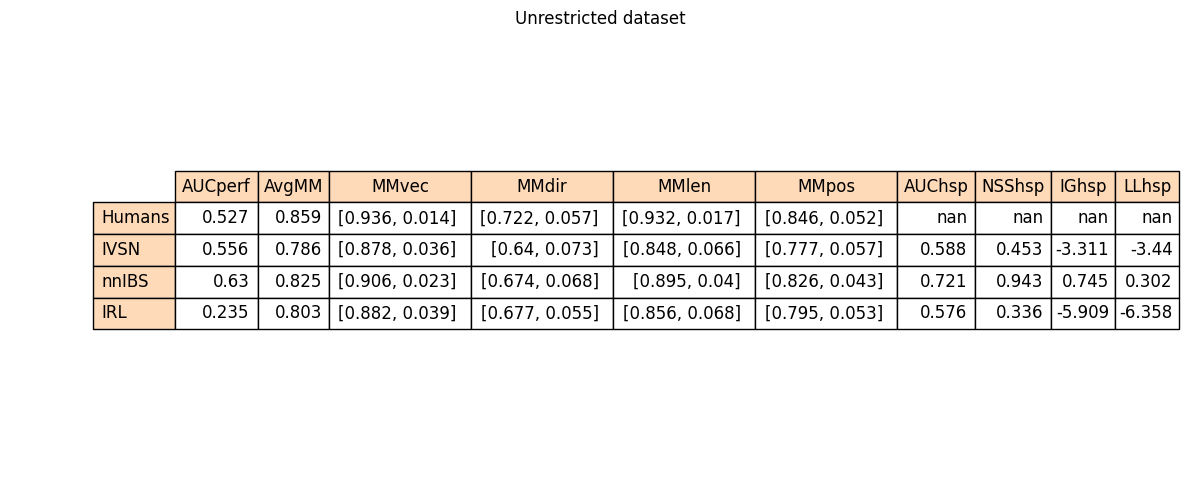 Unrestricted dataset
AUCperf AvgMM MMvec MMdir MMlen MMpos AUChsp NSShsp IGhsp LLhsp
Humans 0.527 0.859 [0.936, 0.014] [0.722, 0.057] [0.932, 0.017] [0.846, 0.052] nan nan nan nan
IVSN 0.556 0.786 [0.878, 0.036] [0.64, 0.073] [0.848, 0.066] [0.777, 0.057] 0.588 0.453 -3.311 -3.44
nnIBS 0.63 0.825 [0.906, 0.023] [0.674, 0.068] [0.895, 0.04] [0.826, 0.043] 0.721 0.943 0.745 0.302
IRL 0.235 0.803 [0.882, 0.039] [0.677, 0.055] [0.856, 0.068] [0.795, 0.053] 0.576 0.336 -5.909 -6.358